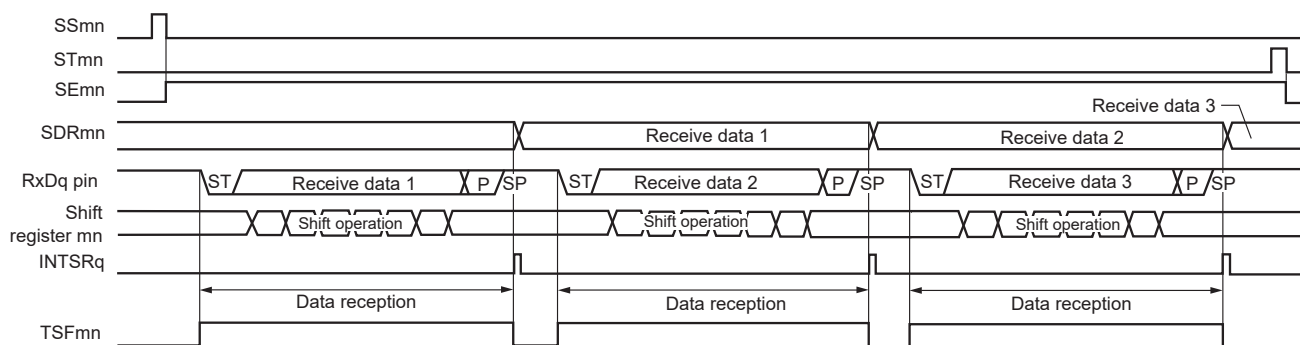 SSmn
STmn
SEmn
Receive data 3
SDRmn
Receive data 1
Receive data 2
RxDq pin
ST
Receive data 1
P
SP
ST
Receive data 2
P
SP
ST
Receive data 3
P
SP
Shift
register mn
Shift operation
Shift operation
Shift operation
INTSRq
Data reception
Data reception
Data reception
TSFmn